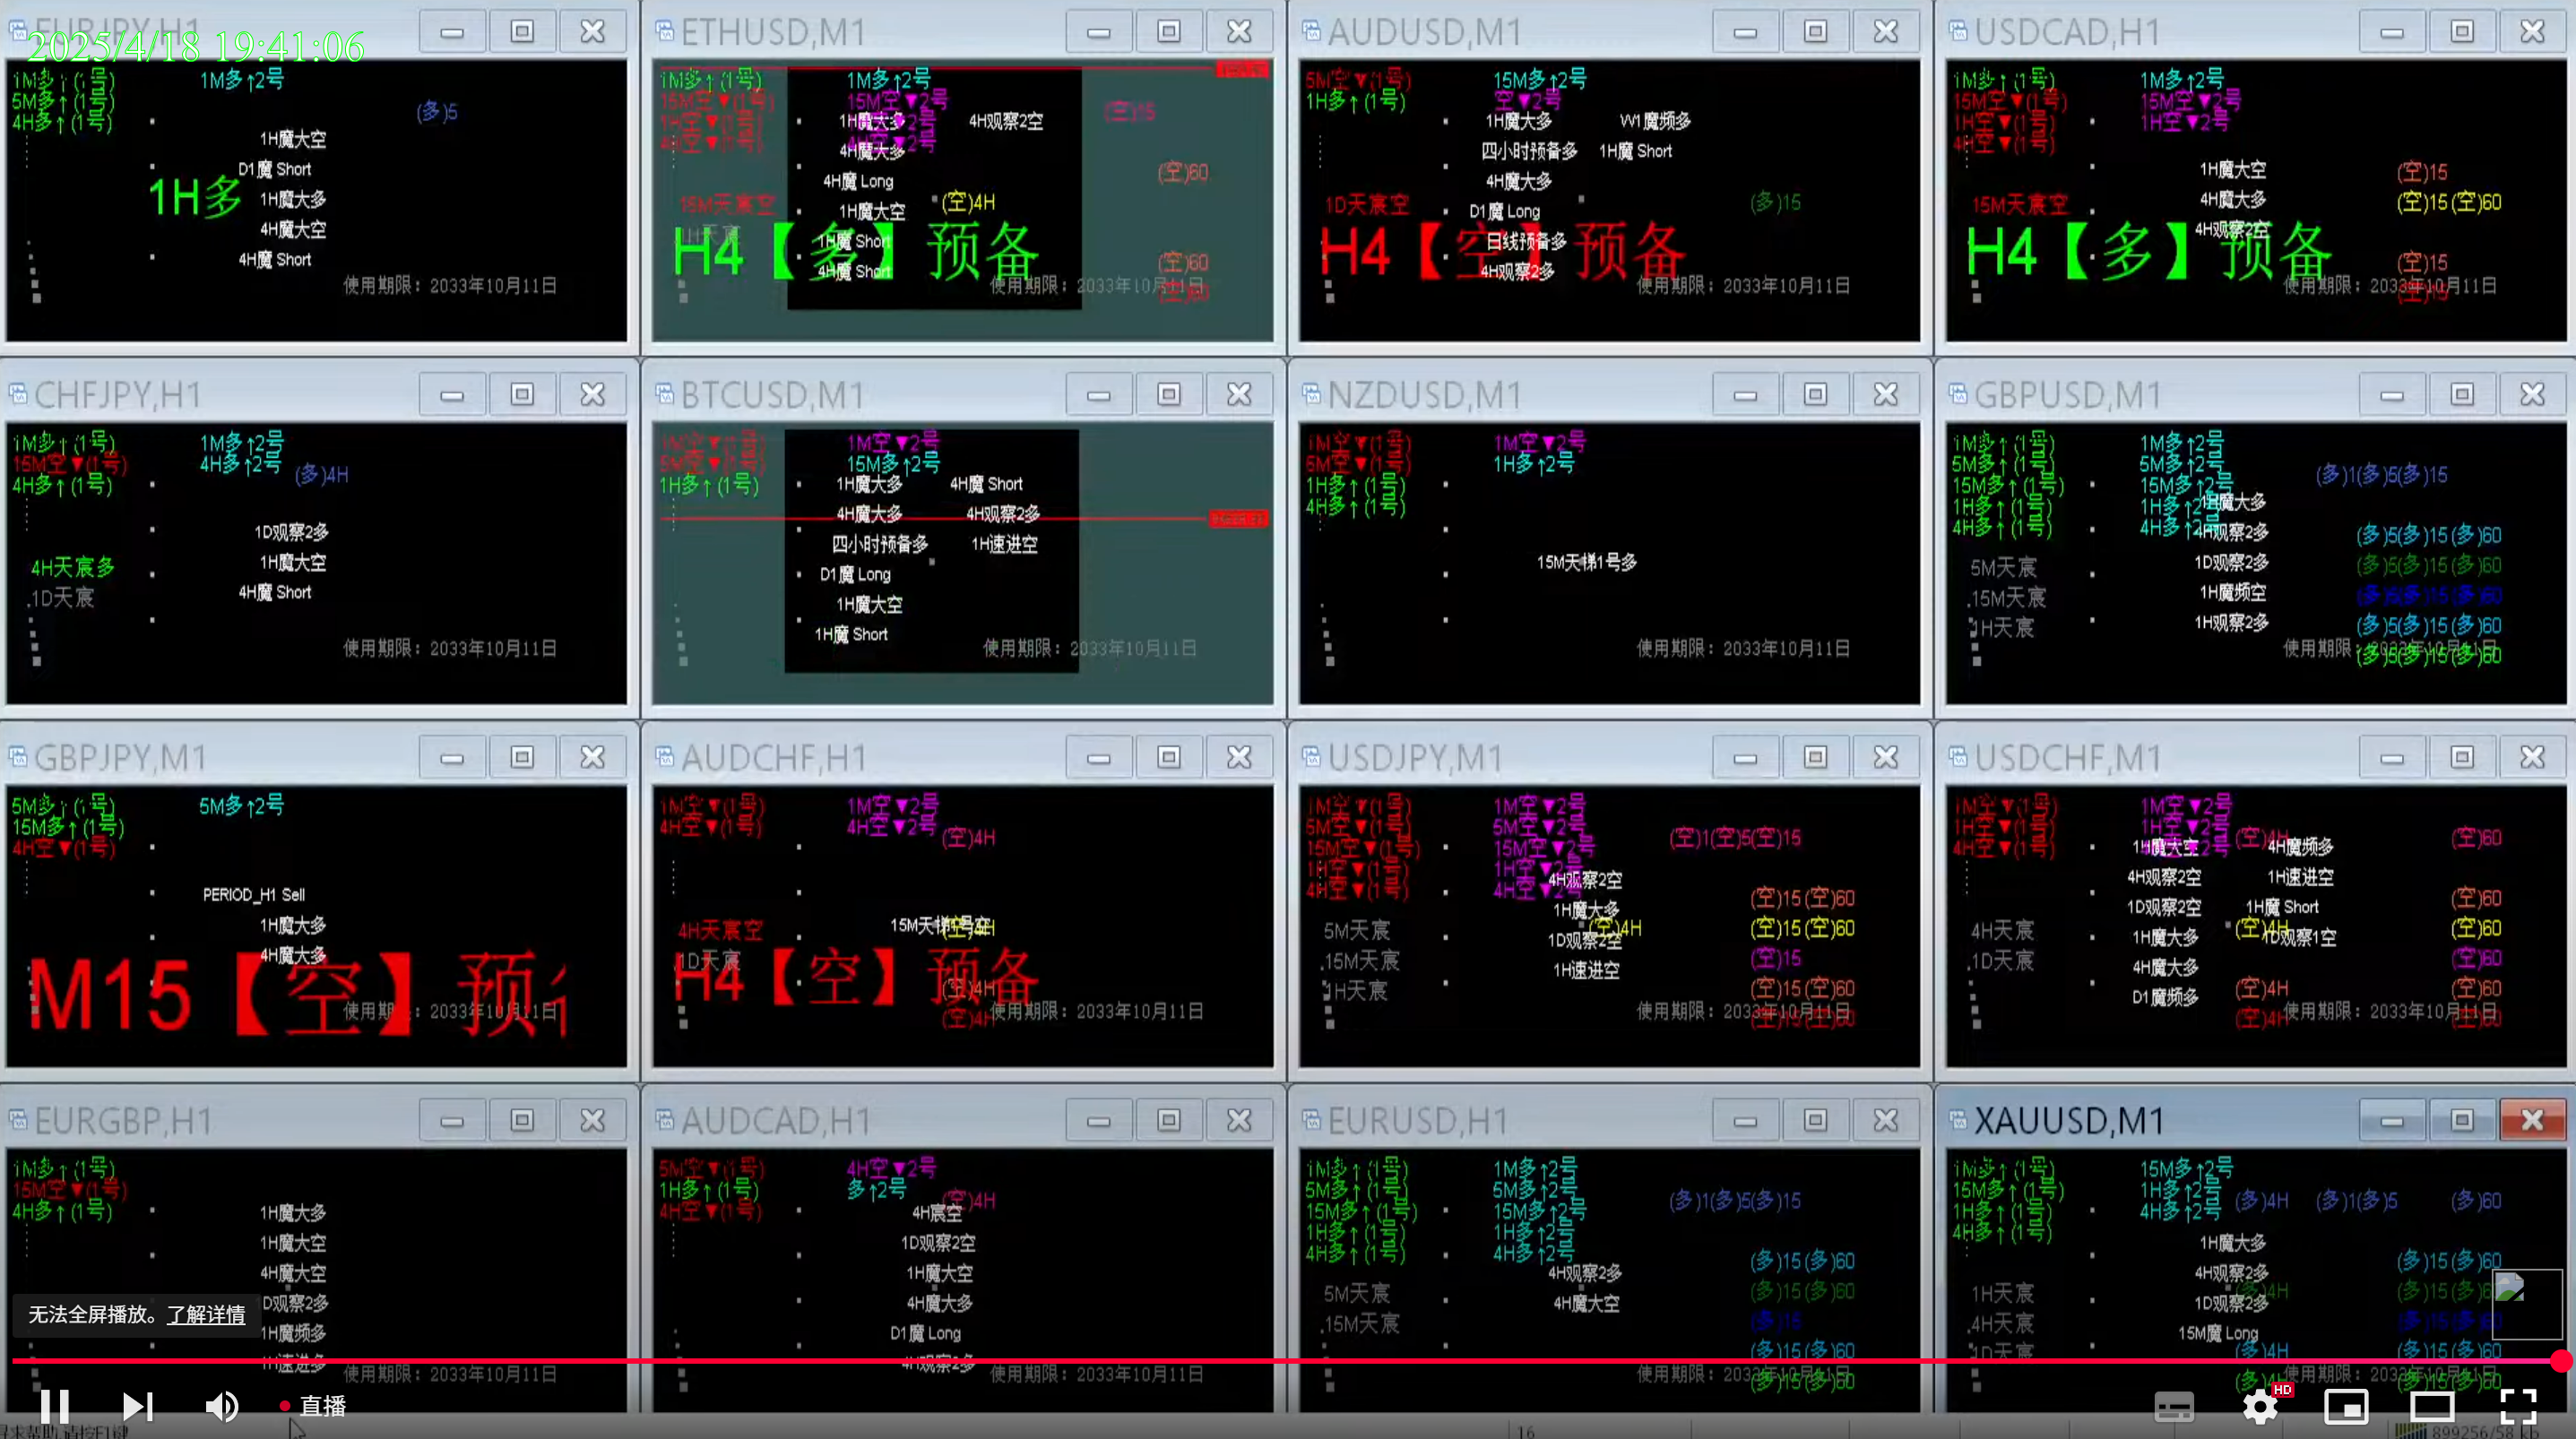 EURJPY,H1
2025/4/18 19:41:06
1M多↑(1号)
5M多↑(1号)
4H多↑(1号)
1M多↑2号
(多)5
1H魔大空
D1魔 Short
1H多
1H魔大多
4H魔大空
4H魔 Short
使用期限：2033年10月11日
ETHUSD,M1
1M多↑(1号)
15M空▼(1号)
1H空▼(1号)
4H空▼(1号)
1M多↑2号
15M空▼2号
1H魔大多
4H观察2空
(空)15
4H魔大多
(空)60
4H魔 Long
15M天宸空
1H魔大空
(空)4H
1H天宸
1H魔 Short
H4【多】预备
4H魔 Short
(空)60
(空)60
使用期限：2033年10月11日
AUDUSD,M1
5M空▼(1号)
1H多↑(1号)
15M多↑2号
空▼2号
1H魔大多
W1魔频多
四小时预备多
1H魔 Short
4H魔大多
1D天宸空
D1魔 Long
(多)15
日线预备多
H4【空】预备
4H观察2多
使用期限：2033年10月11日
USDCAD,H1
1M多↑(1号)
15M空▼(1号)
1H空▼(1号)
4H空▼(1号)
1M多↑2号
15M空▼2号
1H空▼2号
1H魔大空
(空)15
15M天宸空
4H魔大多
(空)15(空)60
4H观察2空
H4【多】预备
(空)15
(空)15
使用期限：2033年10月11日
CHFJPY,H1
1M多↑(1号)
15M空▼(1号)
4H多↑(1号)
1M多↑2号
4H多↑2号
(多)4H
1D观察2多
1H魔大空
4H天宸多
4H魔 Short
1D天宸
使用期限：2033年10月11日
BTCUSD,M1
1M空▼(1号)
5M空▼(1号)
1H多↑(1号)
1M空▼2号
15M多↑2号
1H魔大多
4H魔 Short
4H魔大多
4H观察2多
四小时预备多
1H速进空
D1魔 Long
1H魔大空
1H魔 Short
使用期限：2033年10月11日
NZDUSD,M1
1M空▼(1号)
5M空▼(1号)
1H多↑(1号)
4H多↑(1号)
1M空▼2号
1H多↑2号
15M天梯1号多
使用期限：2033年10月11日
GBPUSD,M1
1M多↑(1号)
5M多↑(1号)
15M多↑(1号)
1H多↑(1号)
4H多↑(1号)
1M多↑2号
5M多↑2号
15M多↑2号
1H多↑2号
4H多↑2号
(多)1(多)5(多)15
1H魔大多
4H观察2多
(多)5(多)15(多)60
5M天宸
1D观察2多
(多)5(多)15(多)60
15M天宸
1H魔频空
(多)5(多)15(多)60
1H天宸
1H观察2多
(多)5(多)15(多)60
(多)5(多)15(多)60
使用期限：2033年10月11日
GBPJPY,M1
5M多↑(1号)
15M多↑(1号)
4H空▼(1号)
5M多↑2号
PERIOD_H1 Sell
1H魔大多
4H魔大多
M15【空】预
使用期限：2033年10月11日
AUDCHF,H1
1M空▼(1号)
4H空▼(1号)
1M空▼2号
4H空▼2号
(空)4H
4H天宸空
15M天梯1号空
(空)4H
1D天宸
H4【空】预备
(空)4H
(空)4H
使用期限：2033年10月11日
USDJPY,M1
1M空▼(1号)
5M空▼(1号)
15M空▼(1号)
1H空▼(1号)
4H空▼(1号)
1M空▼2号
5M空▼2号
15M空▼2号
1H空▼2号
4H空▼2号
(空)1(空)5(空)15
4H观察2空
(空)15(空)60
1H魔大多
5M天宸
(空)4H
(空)15(空)60
1D观察2空
15M天宸
(空)15
1H速进空
1H天宸
(空)15(空)60
(空)15(空)60
使用期限：2033年10月11日
USDCHF,M1
1M空▼(1号)
1H空▼(1号)
4H空▼(1号)
1M空▼2号
1H空▼2号
(空)4H
(空)60
1H魔大空
4H魔频多
4H观察2空
1H速进空
1D观察2空
1H魔 Short
(空)60
4H天宸
1H魔大多
(空)4H
1D观察1空
(空)60
1D天宸
4H魔大多
(空)60
D1魔频多
(空)4H
(空)60
(空)4H
(空)60
使用期限：2033年10月11日
EURGBP,H1
1M多↑(1号)
15M空▼(1号)
4H多↑(1号)
1H魔大多
1H魔大空
4H魔大空
D观察2多
1H魔频多
1H速进多
使用期限：2033年10月11日
AUDCAD,H1
5M空▼(1号)
1H多↑(1号)
4H空▼(1号)
4H空▼2号
多↑2号
(空)4H
4H宸空
1D观察2空
1H魔大空
4H魔大多
D1魔 Long
4H观察2多
使用期限：2033年10月11日
EURUSD,H1
1M多↑(1号)
5M多↑(1号)
15M多↑(1号)
1H多↑(1号)
4H多↑(1号)
1M多↑2号
5M多↑2号
15M多↑2号
1H多↑2号
4H多↑2号
(多)1(多)5(多)15
4H观察2多
(多)15(多)60
5M天宸
4H魔大空
(多)15(多)60
15M天宸
(多)15
(多)15(多)60
(多)15(多)60
使用期限：2033年10月11日
XAUUSD,M1
1M多↑(1号)
15M多↑(1号)
1H多↑(1号)
4H多↑(1号)
15M多↑2号
1H多↑2号
4H多↑2号
(多)4H
(多)1(多)5
(多)60
1H魔大多
4H观察2多
(多)15(多)60
1H天宸
1D观察2多
4H天宸
15M魔 Long
1D天宸
(多)4H
(多)15(多)60
(多)4H
(多)15(多)60
使用期限：2033年10月11日
无法全屏播放。了解详情
直播
HD
16
899256/58 kb